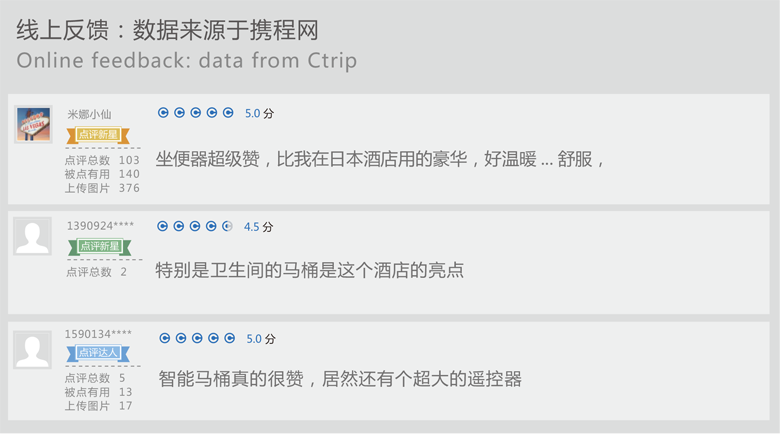 线上反馈：数据来源于携程网
Online feedback: data from Ctrip
米娜小仙
5.0 分
点评新星
点评总数 103
被点有用 140
上传图片 376
坐便器超级赞，比我在日本酒店用的豪华，好温暖 ... 舒服，
1390924****
4.5 分
点评新星
点评总数 2
特别是卫生间的马桶是这个酒店的亮点
1590134****
5.0 分
点评达人
点评总数 5
被点有用 13
上传图片 17
智能马桶真的很赞，居然还有个超大的遥控器